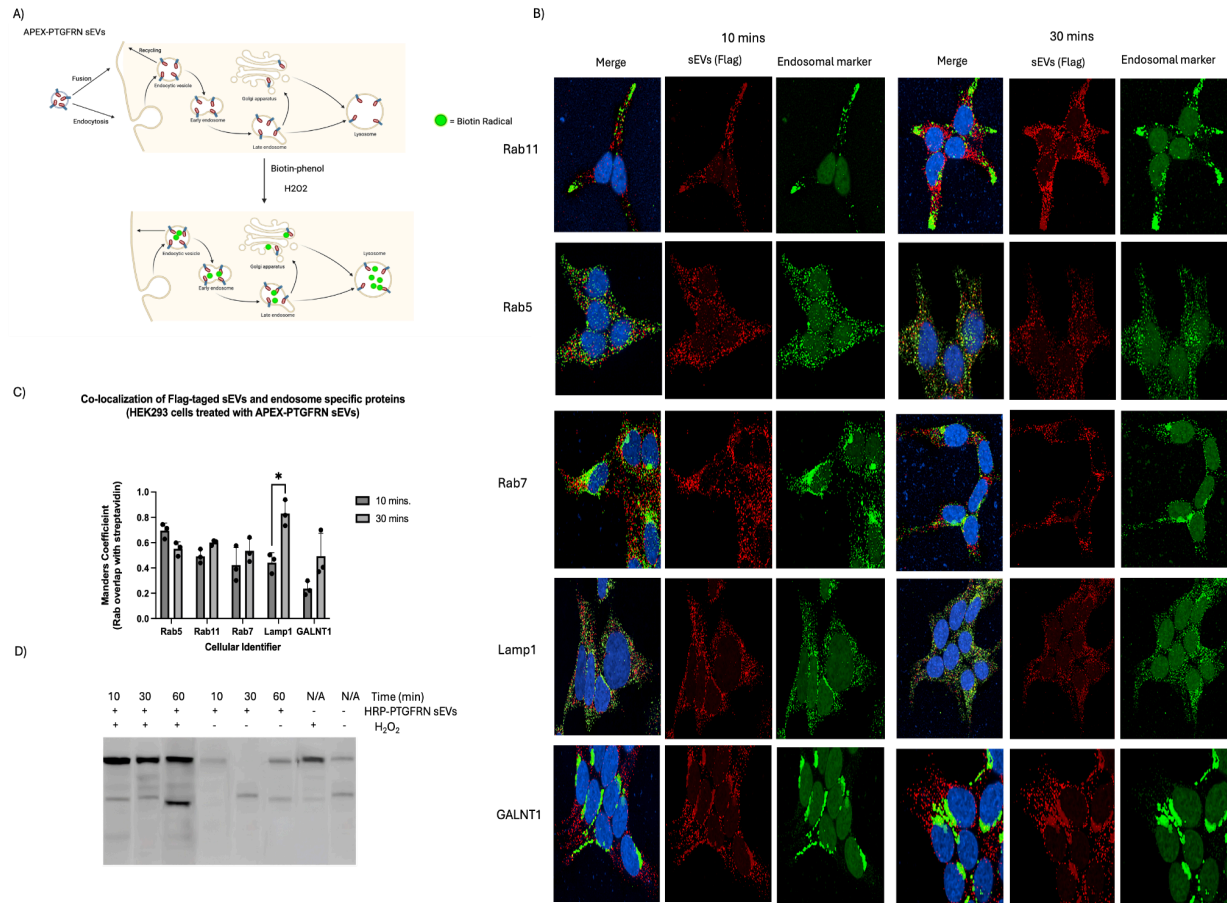 A)
APEX-PTGFRN sEVs
Recycling
Fusion
Endocytosis
Endocytic vesicle
Early endosome
Late endosome
Golgi apparatus
Lysosome
= Biotin Radical
Biotin-phenol
H2O2
Endocytic vesicle
Early endosome
Late endosome
Golgi apparatus
Lysosome
B)
10 mins
30 mins
Merge
sEVs (Flag)
Endosomal marker
Merge
sEVs (Flag)
Endosomal marker
Rab11
Rab5
Rab7
Lamp1
GALNT1
C)
Co-localization of Flag-taged sEVs and endosome specific proteins
(HEK293 cells treated with APEX-PTGFRN sEVs)
Manders Coefficieint
(Rab overlap with streptavidin)
1.0
0.8
0.6
0.4
0.2
0.0
*
10 mins.
30 mins
Rab5 Rab11 Rab7 Lamp1 GALNT1
Cellular Identifier
D)
10 30 60 10 30 60 N/A N/A Time (min)
+ + + + + + - - HRP-PTGFRN sEVs
+ + + - - - + - H₂O₂